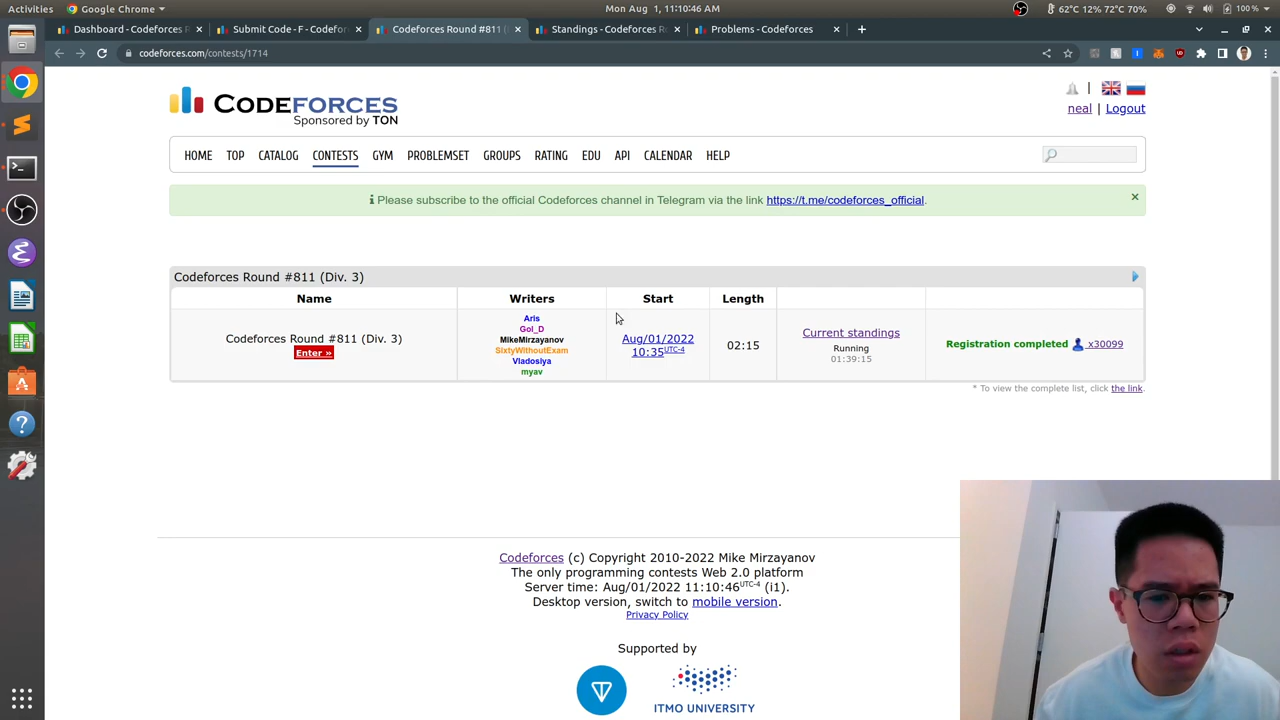 Activities
Google Chrome
Mon Aug 1, 11:10:46 AM
62°C 12% 72°C 70%
100 %
Dashboard - Codeforces R
Submit Code - F - Codefor
Codeforces Round #811 (
Standings - Codeforces R
Problems - Codeforces
codeforces.com/contests/1714
CODEFORCES
Sponsored by TON
neal | Logout
HOME TOP CATALOG CONTESTS GYM PROBLEMSET GROUPS RATING EDU API CALENDAR HELP
Please subscribe to the official Codeforces channel in Telegram via the link https://t.me/codeforces_official.
Codeforces Round #811 (Div. 3)
Name Writers Start Length
Codeforces Round #811 (Div. 3)
Enter »
Aris
Gol_D
MikeMirzayanov
SixtyWithoutExam
Vladosiya
myav
Aug/01/2022
10:35UTC-4
02:15
Current standings
Running
01:39:15
Registration completed x30099
* To view the complete list, click the link.
Codeforces (c) Copyright 2010-2022 Mike Mirzayanov
The only programming contests Web 2.0 platform
Server time: Aug/01/2022 11:10:46UTC-4 (i1).
Desktop version, switch to mobile version.
Privacy Policy
Supported by
ITMO UNIVERSITY